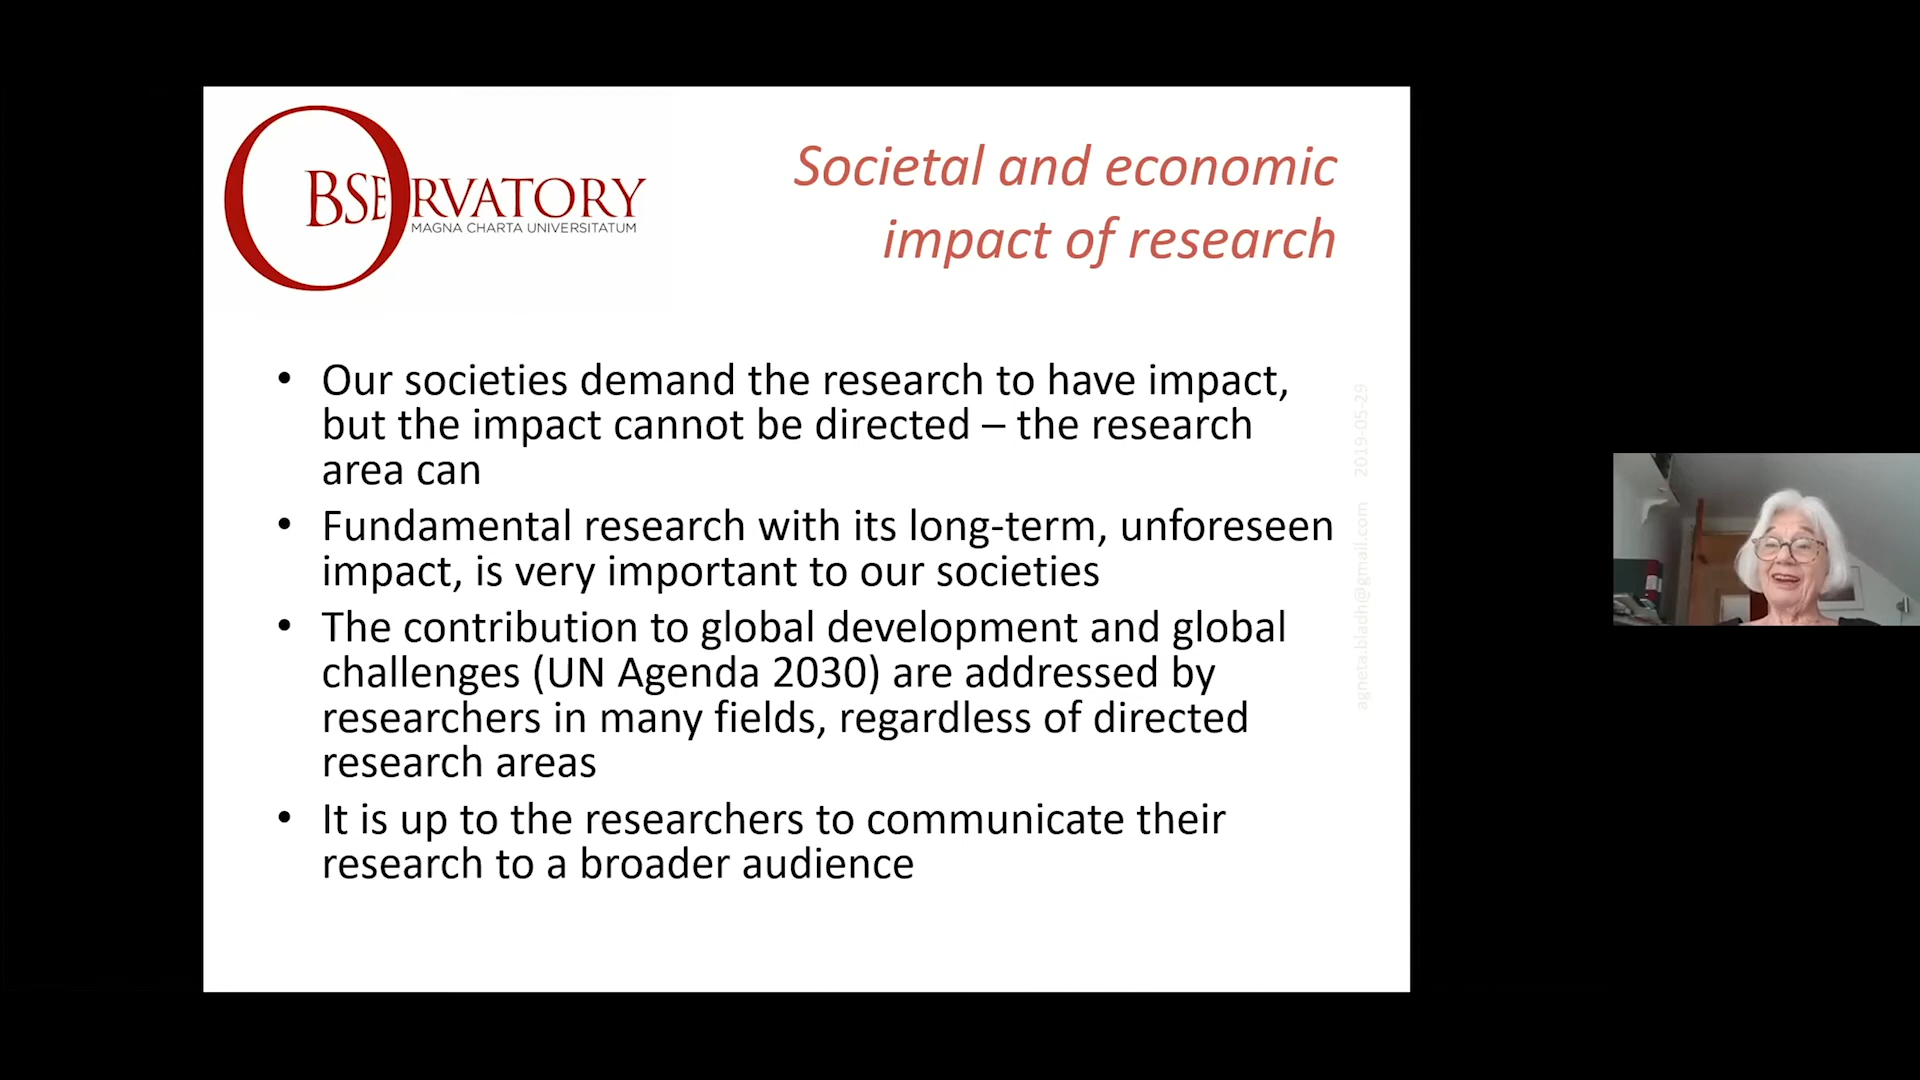 OBSERVATORY
MAGNA CHARTA UNIVERSITATUM
Societal and economic
impact of research
• Our societies demand the research to have impact,
but the impact cannot be directed – the research
area can
• Fundamental research with its long-term, unforeseen
impact, is very important to our societies
• The contribution to global development and global
challenges (UN Agenda 2030) are addressed by
researchers in many fields, regardless of directed
research areas
• It is up to the researchers to communicate their
research to a broader audience
agneta.bladh@gmail.com 2019-05-29